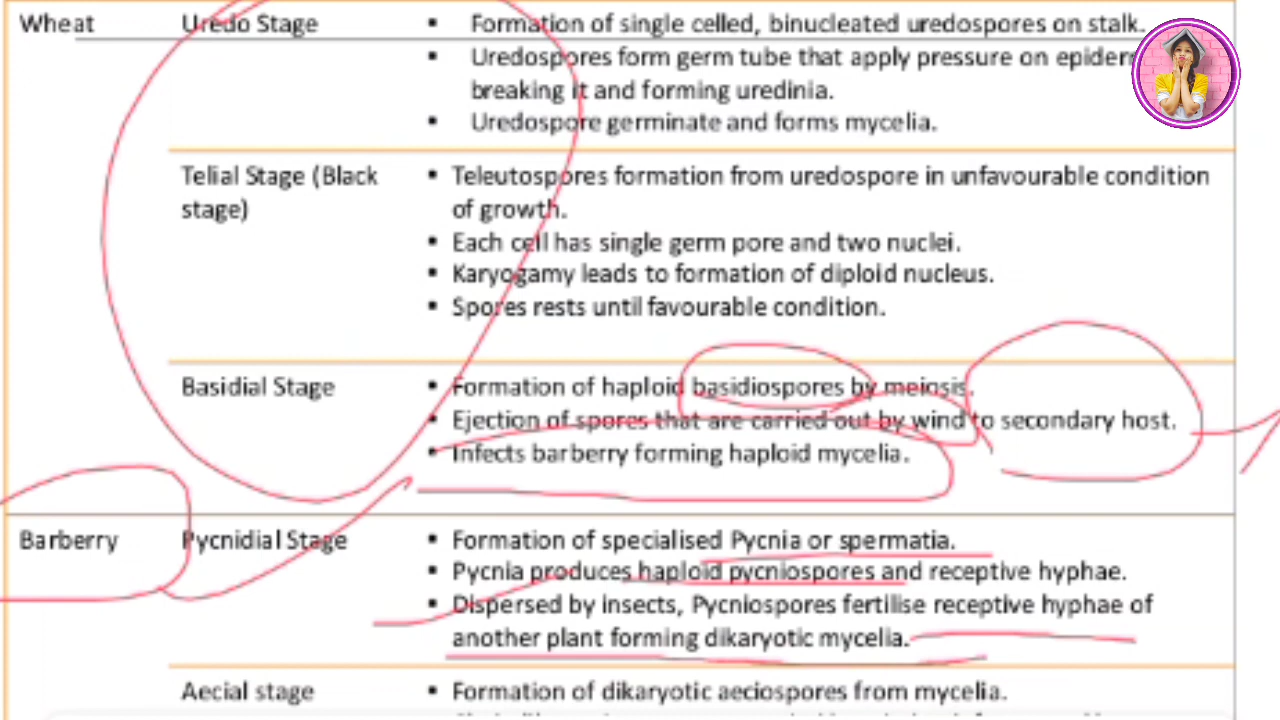 Wheat Uredo Stage ▪ Formation of single celled, binucleated uredospores on stalk.
▪ Uredospores form germ tube that apply pressure on
breaking it and forming uredinia.
▪ Uredospore germinate and forms mycelia.
Telial Stage (Black ▪ Teleutospores formation from uredospore in unfavourable condition
stage) of growth.
▪ Each cell has single germ pore and two nuclei.
▪ Karyogamy leads to formation of diploid nucleus.
▪ Spores rests until favourable condition.
Basidial Stage ▪ Formation of haploid basidiospores by meiosis.
▪ Ejection of spores that are carried out by wind to secondary host.
▪ Infects barberry forming haploid mycelia.
Barberry Pycnidial Stage ▪ Formation of specialised Pycnia or spermatia.
▪ Pycnia produces haploid pycniospores and receptive hyphae.
▪ Dispersed by insects, Pycniospores fertilise receptive hyphae of
another plant forming dikaryotic mycelia.
Aecial stage ▪ Formation of dikaryotic aeciospores from mycelia.